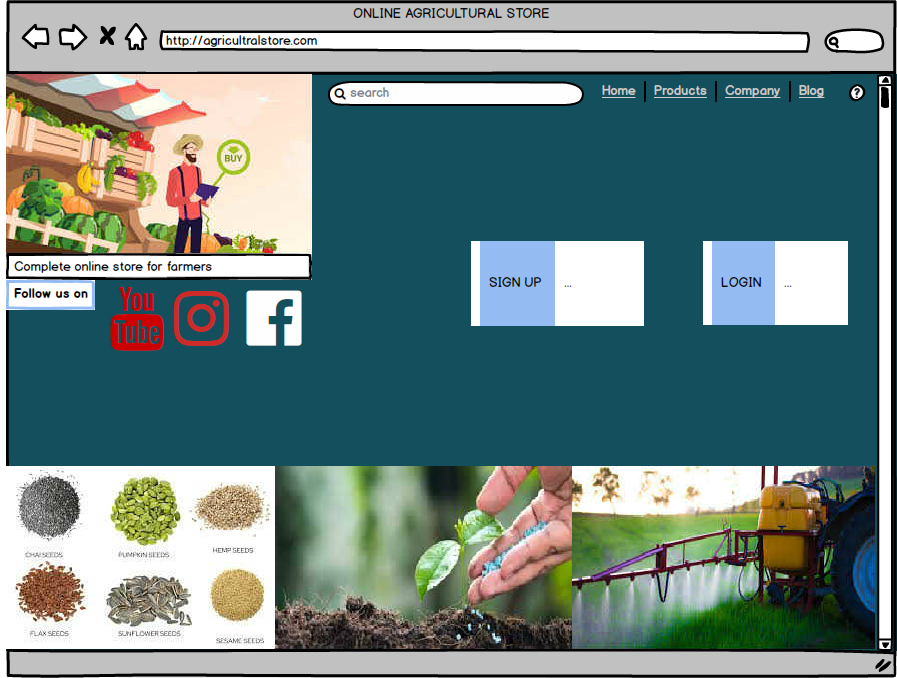 ONLINE AGRICULTURAL STORE
http://agricultralstore.com
search
Home
Products
Company
Blog
?
BUY
Complete online store for farmers
Follow us on
You
Tube
SIGN UP
...
LOGIN
...
CHAI SEEDS
PUMPKIN SEEDS
HEMP SEEDS
FLAX SEEDS
SUNFLOWER SEEDS
SESAME SEEDS